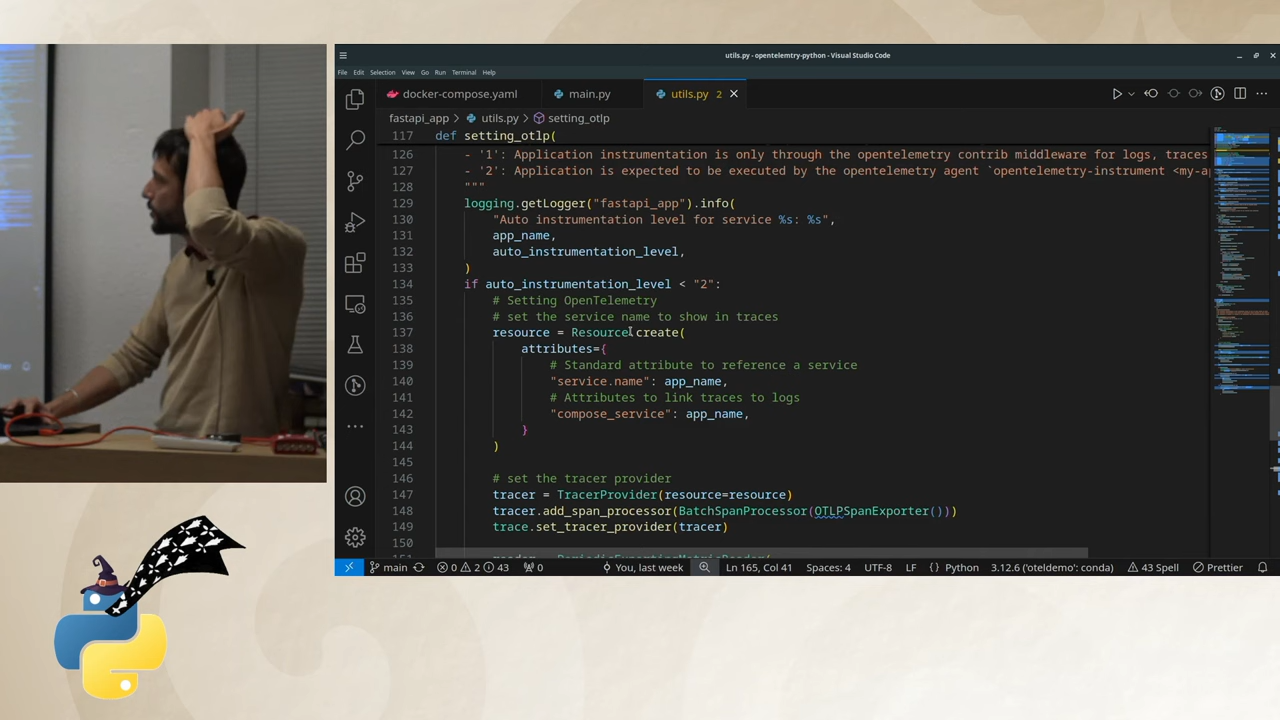 utils.py - opentelemtry-python - Visual Studio Code
File Edit Selection View Go Run Terminal Help
docker-compose.yaml main.py utils.py 2
fastapi_app > utils.py > setting_otlp
117 def setting_otlp(
126 - '1': Application instrumentation is only through the opentelemetry contrib middleware for logs, traces
127 - '2': Application is expected to be executed by the opentelemetry agent `opentelemetry-instrument <my-a
128 """
129 logging.getLogger("fastapi_app").info(
130 "Auto instrumentation level for service %s: %s",
131 app_name,
132 auto_instrumentation_level,
133 )
134 if auto_instrumentation_level < "2":
135 # Setting OpenTelemetry
136 # set the service name to show in traces
137 resource = Resource.create(
138 attributes={
139 # Standard attribute to reference a service
140 "service.name": app_name,
141 # Attributes to link traces to logs
142 "compose_service": app_name,
143 }
144 )
145
146 # set the tracer provider
147 tracer = TracerProvider(resource=resource)
148 tracer.add_span_processor(BatchSpanProcessor(OTLPSpanExporter()))
149 trace.set_tracer_provider(tracer)
150
main 0 2 43 0 You, last week Ln 165, Col 41 Spaces: 4 UTF-8 LF { } Python 3.12.6 ('oteldemo': conda) 43 Spell Prettier